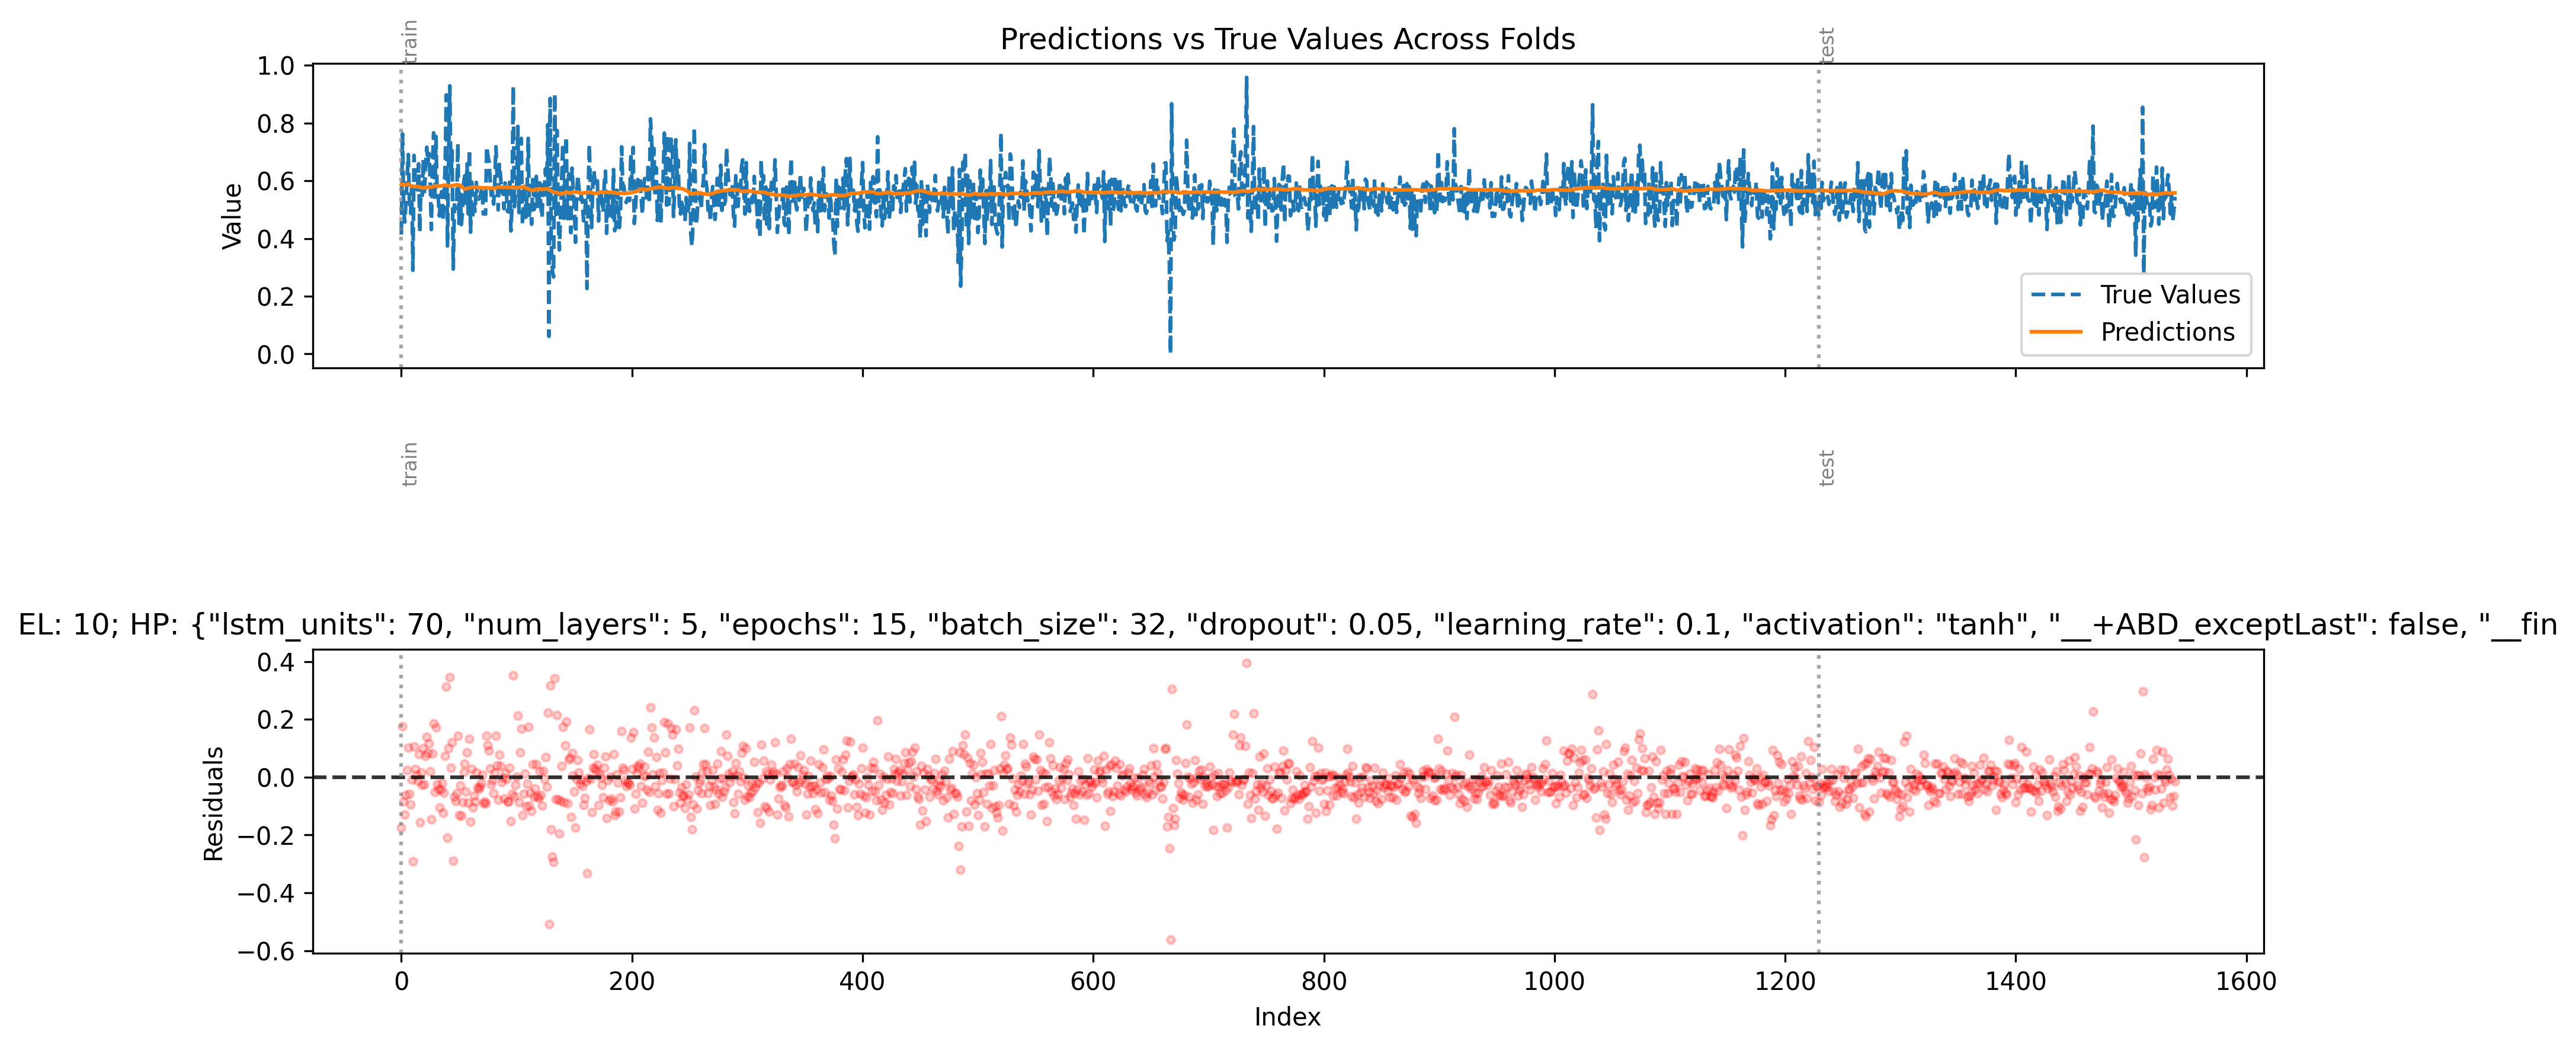 Predictions vs True Values Across Folds
train
test
1.0
0.8
0.6
0.4
0.2
0.0
Value
True Values
Predictions
train
test
EL: 10; HP: {"lstm_units": 70, "num_layers": 5, "epochs": 15, "batch_size": 32, "dropout": 0.05, "learning_rate": 0.1, "activation": "tanh", "__+ABD_exceptLast": false, "__fin
0.4
0.2
0.0
−0.2
−0.4
−0.6
Residuals
0
200
400
600
800
1000
1200
1400
1600
Index